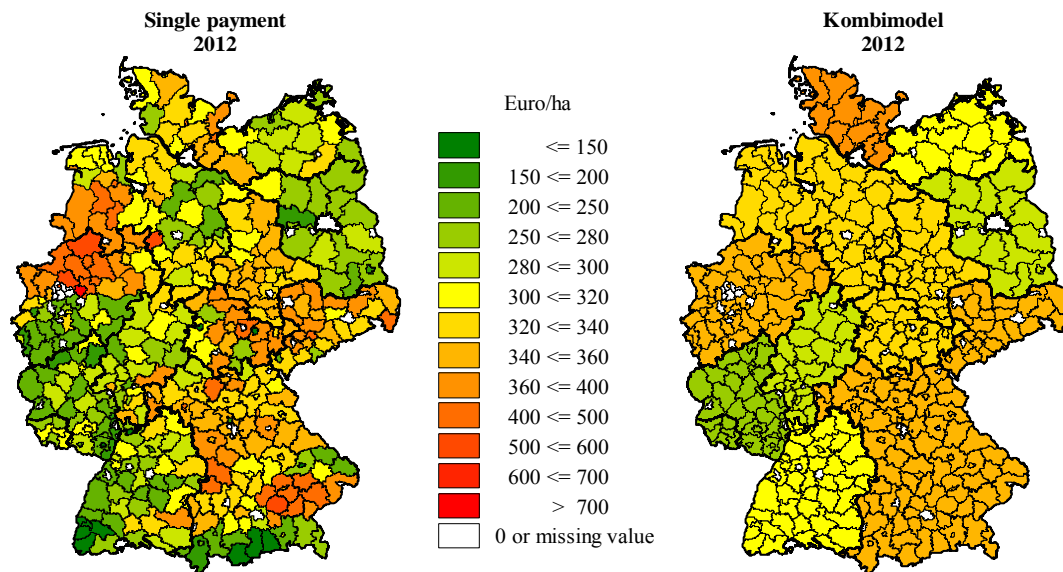 Single payment
2012
Kombimodel
2012
Euro/ha
<= 150
150 <= 200
200 <= 250
250 <= 280
280 <= 300
300 <= 320
320 <= 340
340 <= 360
360 <= 400
400 <= 500
500 <= 600
600 <= 700
> 700
0 or missing value